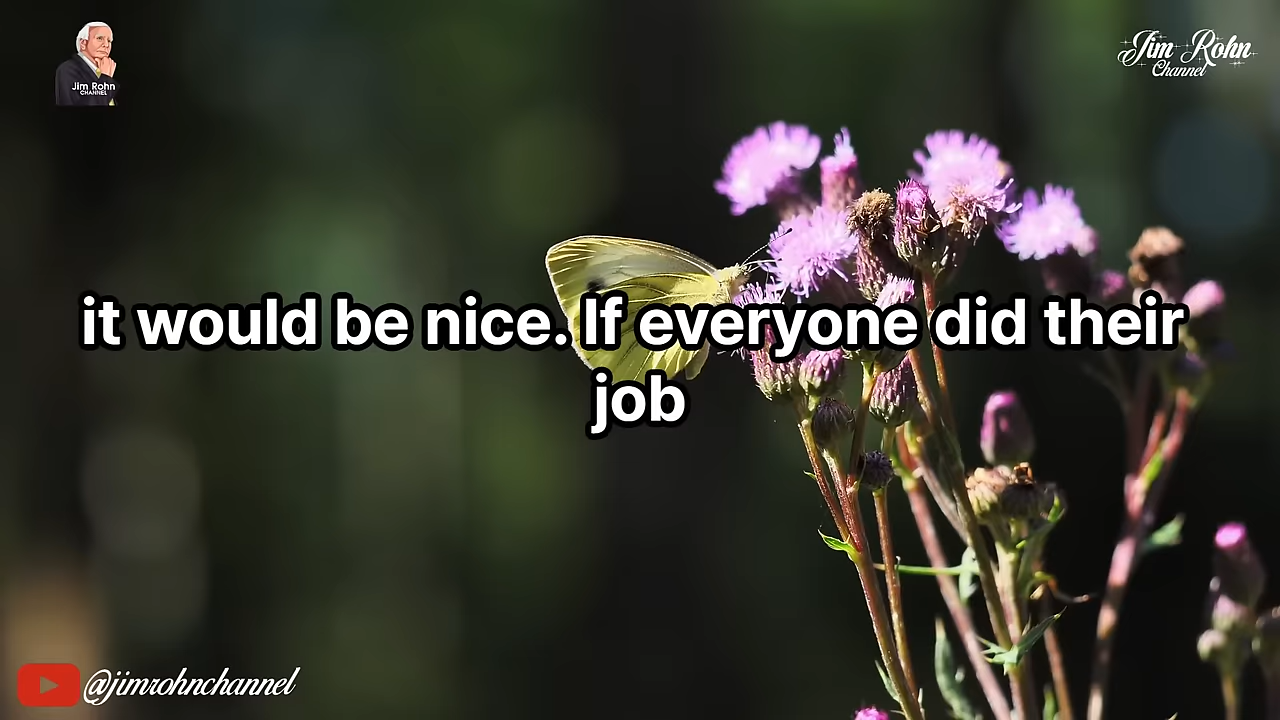 Jim Rohn
CHANNEL
Jim Rohn
Channel
it would be nice. If everyone did their
job
@jimrohnchannel